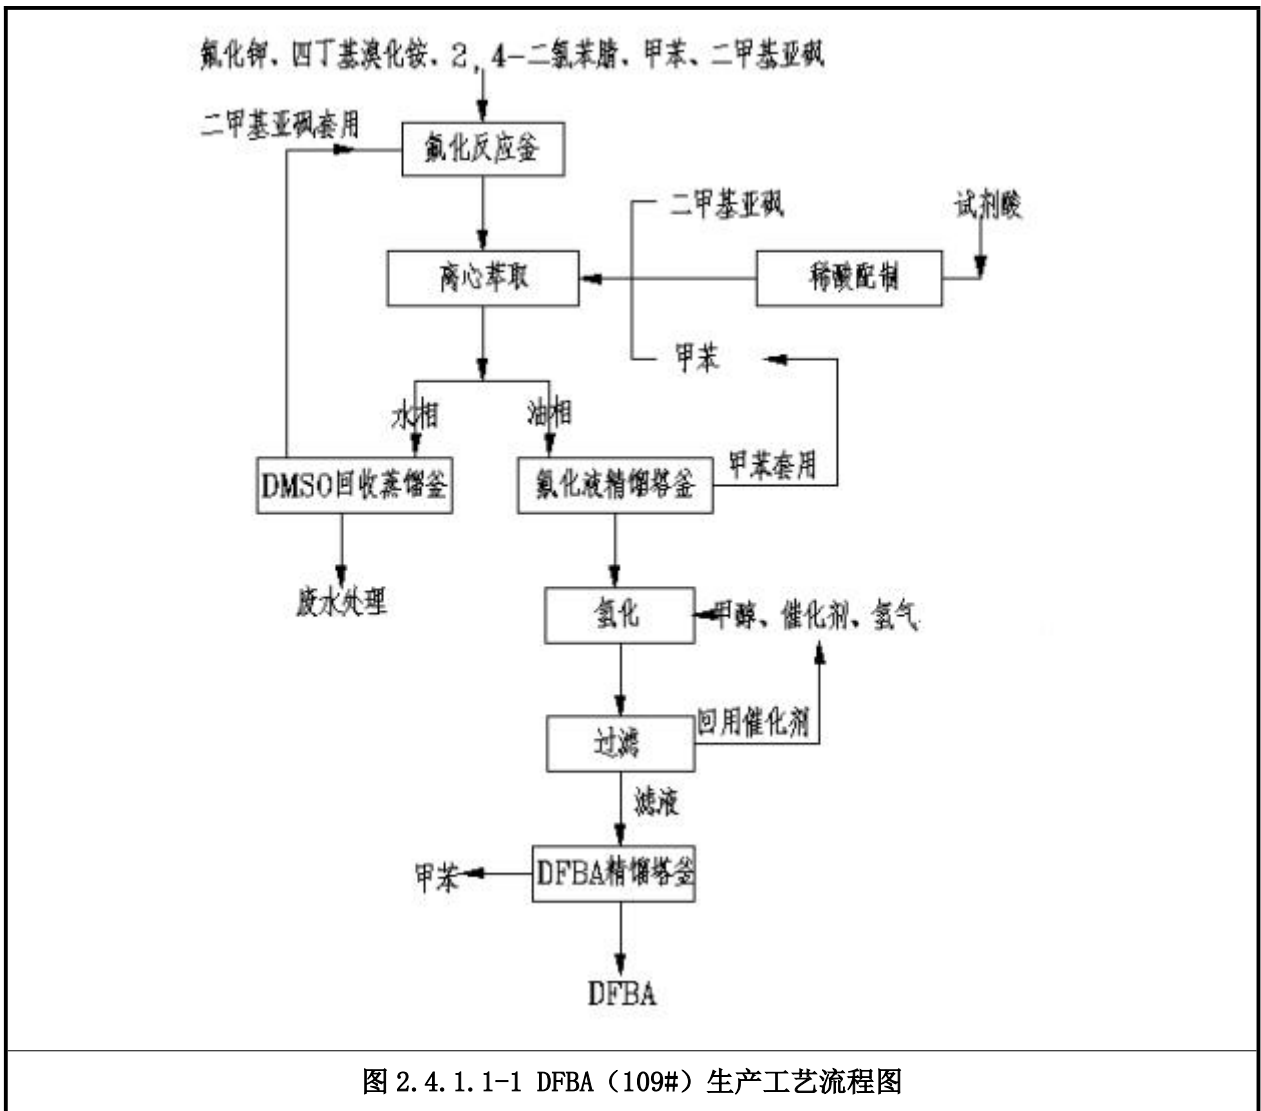 氟化钾、四丁基溴化铵、2，4-二氯苯腈、甲苯、二甲基亚砜
二甲基亚砜套用
氟化反应釜
二甲基亚砜
试剂酸
离心萃取
稀酸配制
甲苯
水相
油相
DMSO回收蒸馏釜
氟化液精馏塔釜
甲苯套用
废水处理
氢化
甲醇、催化剂、氢气
过滤
回用催化剂
滤液
甲苯
DFBA精馏塔釜
DFBA
图 2.4.1.1-1 DFBA（109#）生产工艺流程图